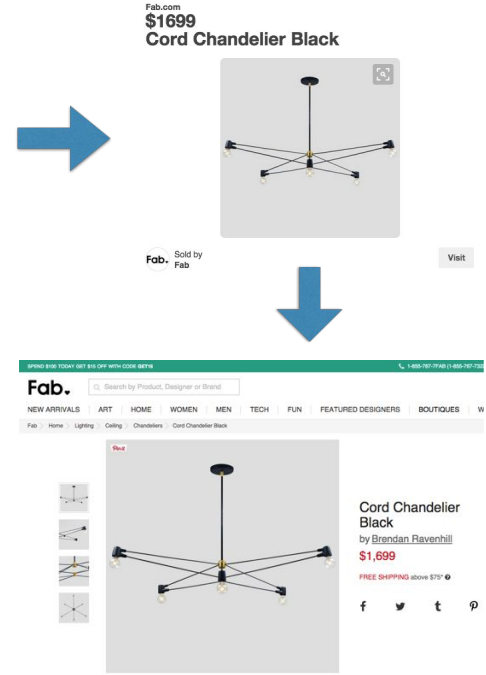 Fab.com
$1699
Cord Chandelier Black
Fab.
Sold by
Fab
Visit
SPEND $100 TODAY GET $15 OFF WITH CODE GET15
Fab.
Search by Product, Designer or Brand
NEW ARRIVALS ART HOME WOMEN MEN TECH FUN FEATURED DESIGNERS BOUTIQUES W
Fab > Home > Lighting > Ceiling > Chandeliers > Cord Chandelier Black
Pin it
Cord Chandelier
Black
by Brendan Ravenhill
$1,699
FREE SHIPPING above $75*